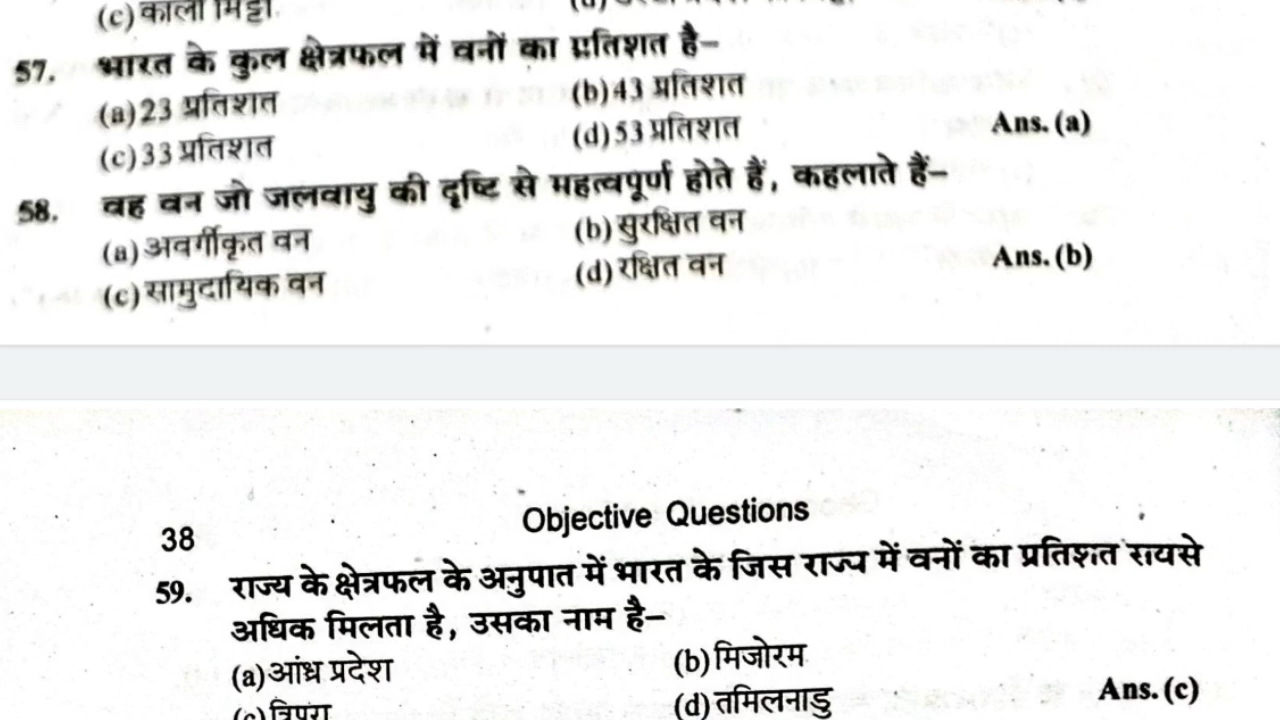 (c) काली मिट्टी.
57. भारत के कुल क्षेत्रफल में वनों का प्रतिशत है–
(a) 23 प्रतिशत (b) 43 प्रतिशत
(c) 33 प्रतिशत (d) 53 प्रतिशत Ans. (a)
58. वह वन जो जलवायु की दृष्टि से महत्वपूर्ण होते हैं, कहलाते हैं–
(a) अवर्गीकृत वन (b) सुरक्षित वन
(c) सामुदायिक वन (d) रक्षित वन Ans. (b)
38 Objective Questions
59. राज्य के क्षेत्रफल के अनुपात में भारत के जिस राज्य में वनों का प्रतिशत सबसे
अधिक मिलता है, उसका नाम है–
(a) आंध्र प्रदेश (b) मिजोरम
(c) त्रिपुरा (d) तमिलनाडु Ans. (c)